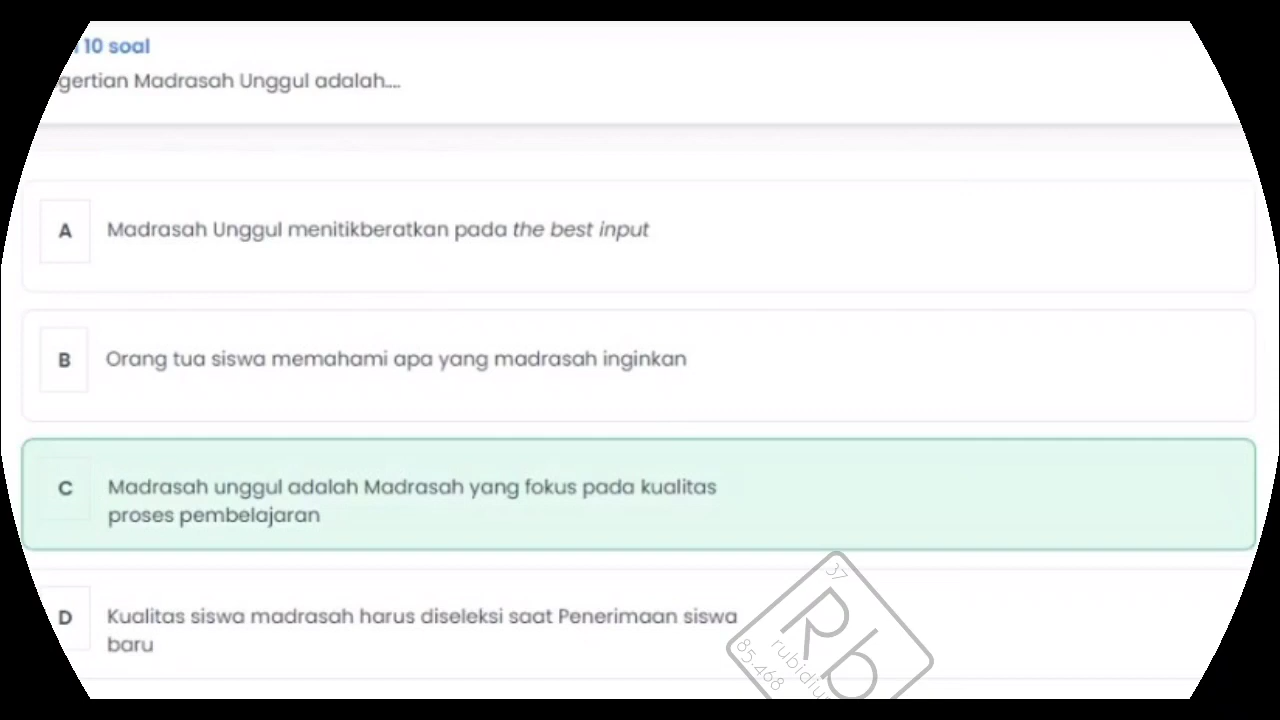 10 soal
gertian Madrasah Unggul adalah....
A Madrasah Unggul menitikberatkan pada the best input
B Orang tua siswa memahami apa yang madrasah inginkan
C Madrasah unggul adalah Madrasah yang fokus pada kualitas
proses pembelajaran
D Kualitas siswa madrasah harus diseleksi saat Penerimaan siswa
baru
37
Rb
85.468